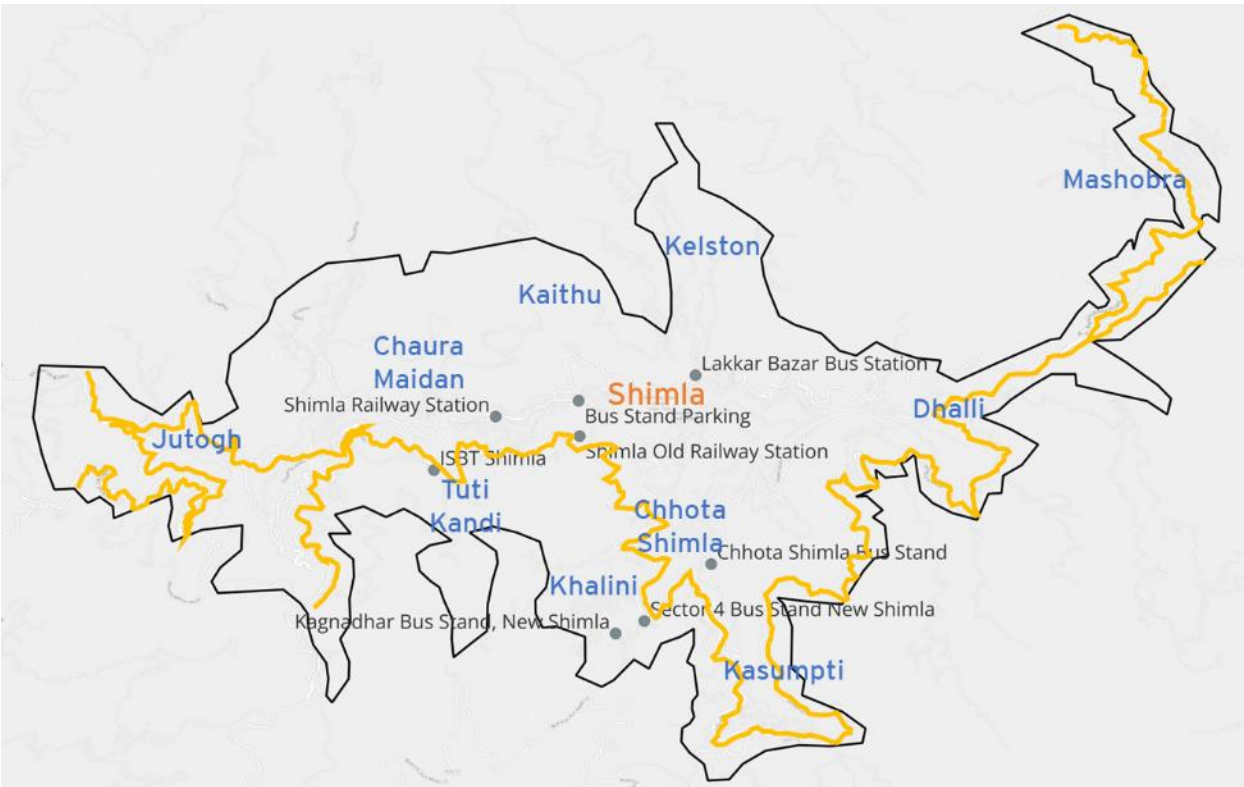 Mashobra
Kelston
Kaithu
Chaura
Maidan
Lakkar Bazar Bus Station
Shimla
Shimla Railway Station
Bus Stand Parking
Dhalli
Jutogh
Shimla Old Railway Station
ISBT Shimla
Tuti
Kandi
Chhota
Shimla
Chhota Shimla Bus Stand
Khalini
Sector 4 Bus Stand New Shimla
Kagnadhar Bus Stand, New Shimla
Kasumpti